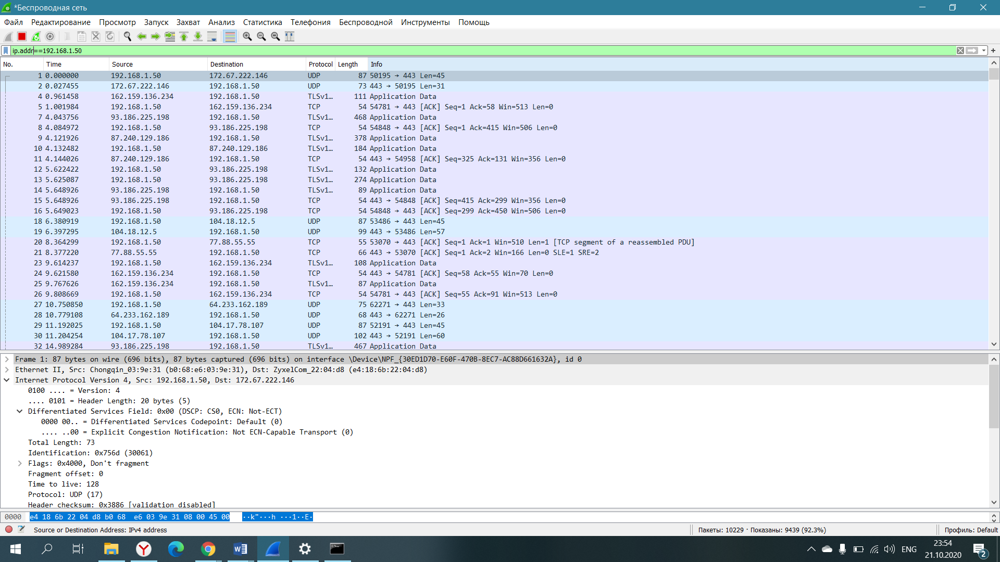 *Беспроводная сеть
Файл Редактирование Просмотр Запуск Захват Анализ Статистика Телефония Беспроводной Инструменты Помощь
ip.addr==192.168.1.50
No. Time Source Destination Protocol Length Info
1 0.000000 192.168.1.50 172.67.222.146 UDP 87 50195 → 443 Len=45
2 0.027455 172.67.222.146 192.168.1.50 UDP 73 443 → 50195 Len=31
4 0.961458 162.159.136.234 192.168.1.50 TLSv1… 111 Application Data
5 1.001984 192.168.1.50 162.159.136.234 TCP 54 54781 → 443 [ACK] Seq=1 Ack=58 Win=513 Len=0
7 4.043756 93.186.225.198 192.168.1.50 TLSv1… 468 Application Data
8 4.084972 192.168.1.50 93.186.225.198 TCP 54 54848 → 443 [ACK] Seq=1 Ack=415 Win=506 Len=0
9 4.121926 87.240.129.186 192.168.1.50 TLSv1… 378 Application Data
10 4.132482 192.168.1.50 87.240.129.186 TLSv1… 184 Application Data
11 4.144026 87.240.129.186 192.168.1.50 TCP 54 443 → 54958 [ACK] Seq=325 Ack=131 Win=356 Len=0
12 5.622422 192.168.1.50 93.186.225.198 TLSv1… 132 Application Data
13 5.625087 192.168.1.50 93.186.225.198 TLSv1… 274 Application Data
14 5.648926 93.186.225.198 192.168.1.50 TLSv1… 89 Application Data
15 5.648926 93.186.225.198 192.168.1.50 TCP 54 443 → 54848 [ACK] Seq=415 Ack=299 Win=356 Len=0
16 5.649023 192.168.1.50 93.186.225.198 TCP 54 54848 → 443 [ACK] Seq=299 Ack=450 Win=506 Len=0
18 6.380919 192.168.1.50 104.18.12.5 UDP 87 53486 → 443 Len=45
19 6.397295 104.18.12.5 192.168.1.50 UDP 99 443 → 53486 Len=57
20 8.364299 192.168.1.50 77.88.55.55 TCP 55 53070 → 443 [ACK] Seq=1 Ack=1 Win=510 Len=1 [TCP segment of a reassembled PDU]
21 8.377220 77.88.55.55 192.168.1.50 TCP 66 443 → 53070 [ACK] Seq=1 Ack=2 Win=166 Len=0 SLE=1 SRE=2
23 9.614237 192.168.1.50 162.159.136.234 TLSv1… 108 Application Data
24 9.621580 162.159.136.234 192.168.1.50 TCP 54 443 → 54781 [ACK] Seq=58 Ack=55 Win=70 Len=0
25 9.767626 162.159.136.234 192.168.1.50 TLSv1… 87 Application Data
26 9.808669 192.168.1.50 162.159.136.234 TCP 54 54781 → 443 [ACK] Seq=55 Ack=91 Win=513 Len=0
27 10.750850 192.168.1.50 64.233.162.189 UDP 75 62271 → 443 Len=33
28 10.779108 64.233.162.189 192.168.1.50 UDP 68 443 → 62271 Len=26
29 11.192025 192.168.1.50 104.17.78.107 UDP 87 52191 → 443 Len=45
30 11.204254 104.17.78.107 192.168.1.50 UDP 102 443 → 52191 Len=60
32 14.989284 93.186.225.198 192.168.1.50 TLSv1… 467 Application Data
Frame 1: 87 bytes on wire (696 bits), 87 bytes captured (696 bits) on interface \Device\NPF_{30ED1D70-E60F-470B-8EC7-AC88D661632A}, id 0
Ethernet II, Src: Chongqin_03:9e:31 (b0:68:e6:03:9e:31), Dst: ZyxelCom_22:04:d8 (e4:18:6b:22:04:d8)
Internet Protocol Version 4, Src: 192.168.1.50, Dst: 172.67.222.146
0100 .... = Version: 4
.... 0101 = Header Length: 20 bytes (5)
Differentiated Services Field: 0x00 (DSCP: CS0, ECN: Not-ECT)
0000 00.. = Differentiated Services Codepoint: Default (0)
.... ..00 = Explicit Congestion Notification: Not ECN-Capable Transport (0)
Total Length: 73
Identification: 0x756d (30061)
Flags: 0x4000, Don't fragment
Fragment offset: 0
Time to live: 128
Protocol: UDP (17)
Header checksum: 0x3886 [validation disabled]
0000 e4 18 6b 22 04 d8 b0 68 e6 03 9e 31 08 00 45 00 ··k"···h ···1··E·
Source or Destination Address: IPv4 address Пакеты: 10229 · Показаны: 9439 (92.3%) Профиль: Default
ENG 23:54
21.10.2020
2